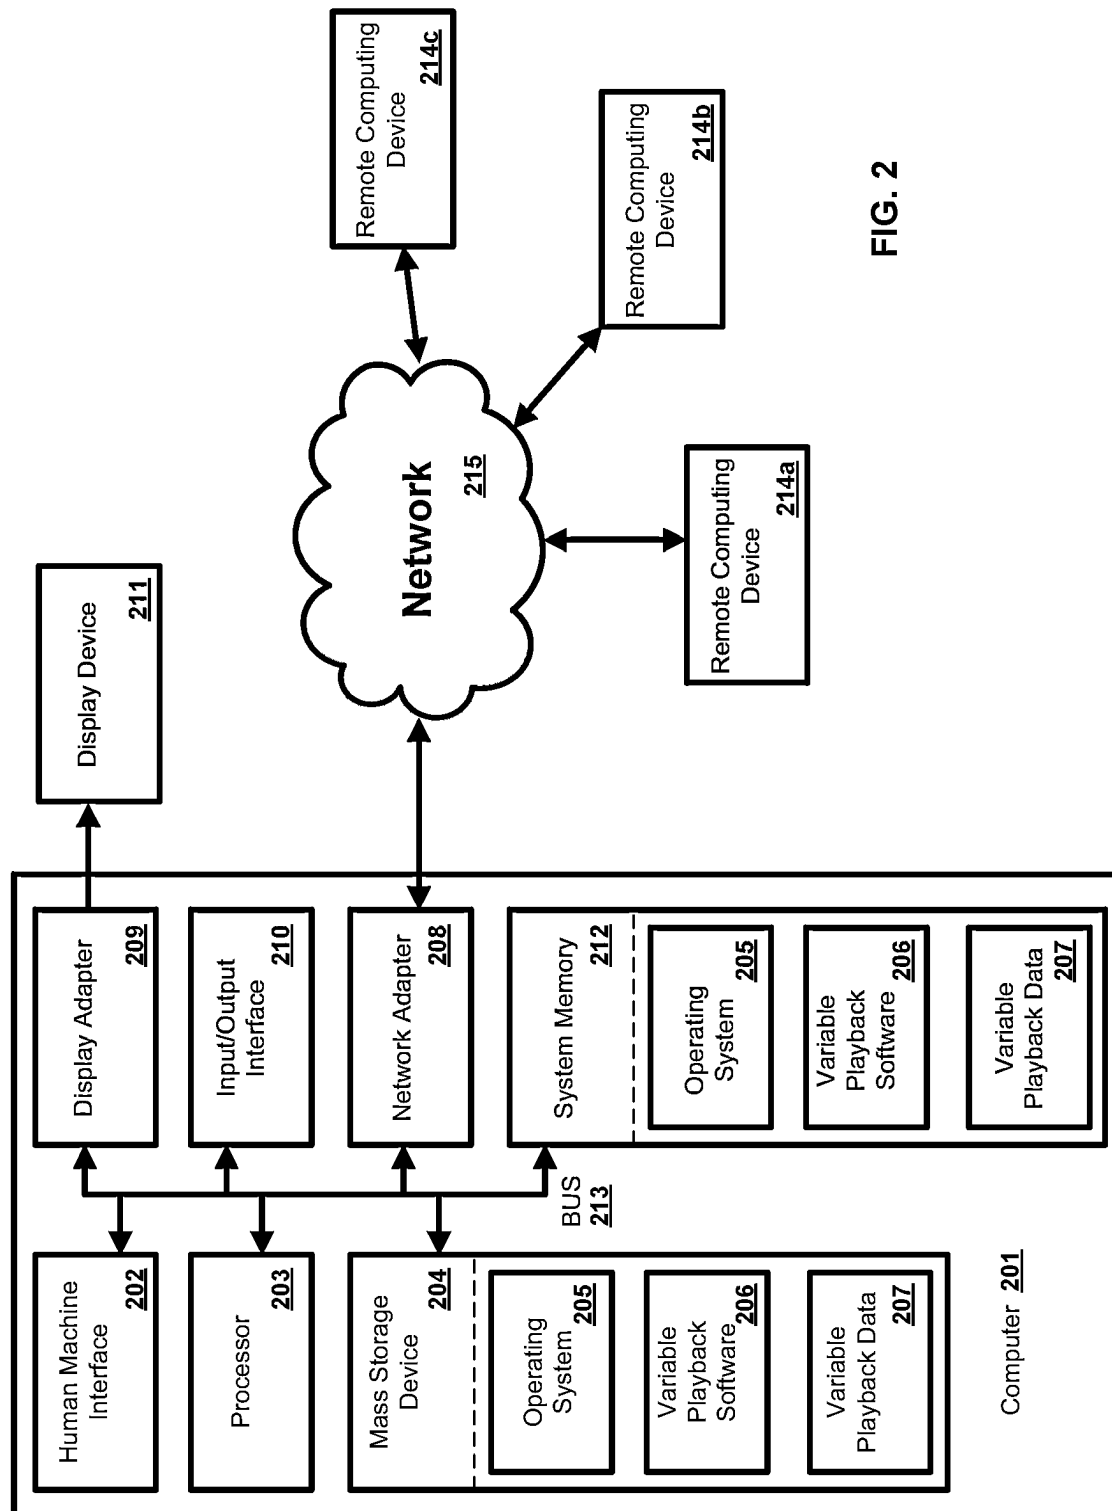 Human Machine
Interface
202
Processor
203
Mass Storage
Device
204
Operating
System
205
Variable
Playback
Software
206
Variable
Playback Data
207
Computer 201
BUS
213
Display Adapter
209
Input/Output
Interface
210
Network Adapter
208
System Memory
212
Operating
System
205
Variable
Playback
Software
206
Variable
Playback Data
207
Display Device
211
Network
215
Remote Computing
Device
214a
Remote Computing
Device
214b
Remote Computing
Device
214c
FIG. 2